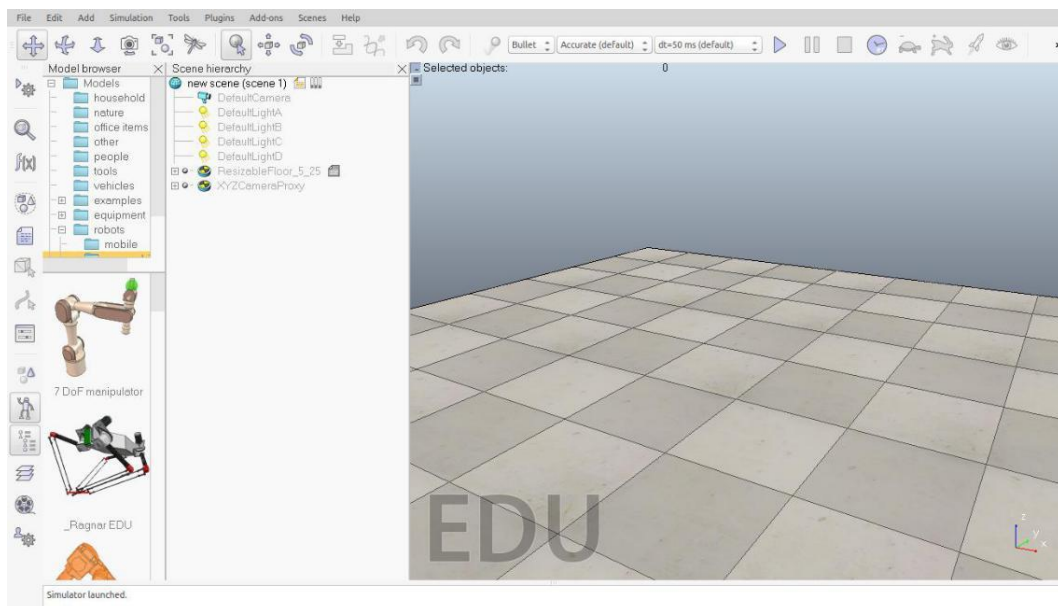 File Edit Add Simulation Tools Plugins Add-ons Scenes Help
Bullet Accurate (default) dt=50 ms (default)
Model browser
Models
household
nature
office items
other
people
tools
vehicles
examples
equipment
robots
mobile
7 DoF manipulator
_Ragnar EDU
Scene hierarchy
new scene (scene 1)
DefaultCamera
DefaultLightA
DefaultLightB
DefaultLightC
DefaultLightD
ResizableFloor_5_25
XYZCameraProxy
Selected objects: 0
f(x)
EDU
z
y
x
Simulator launched.